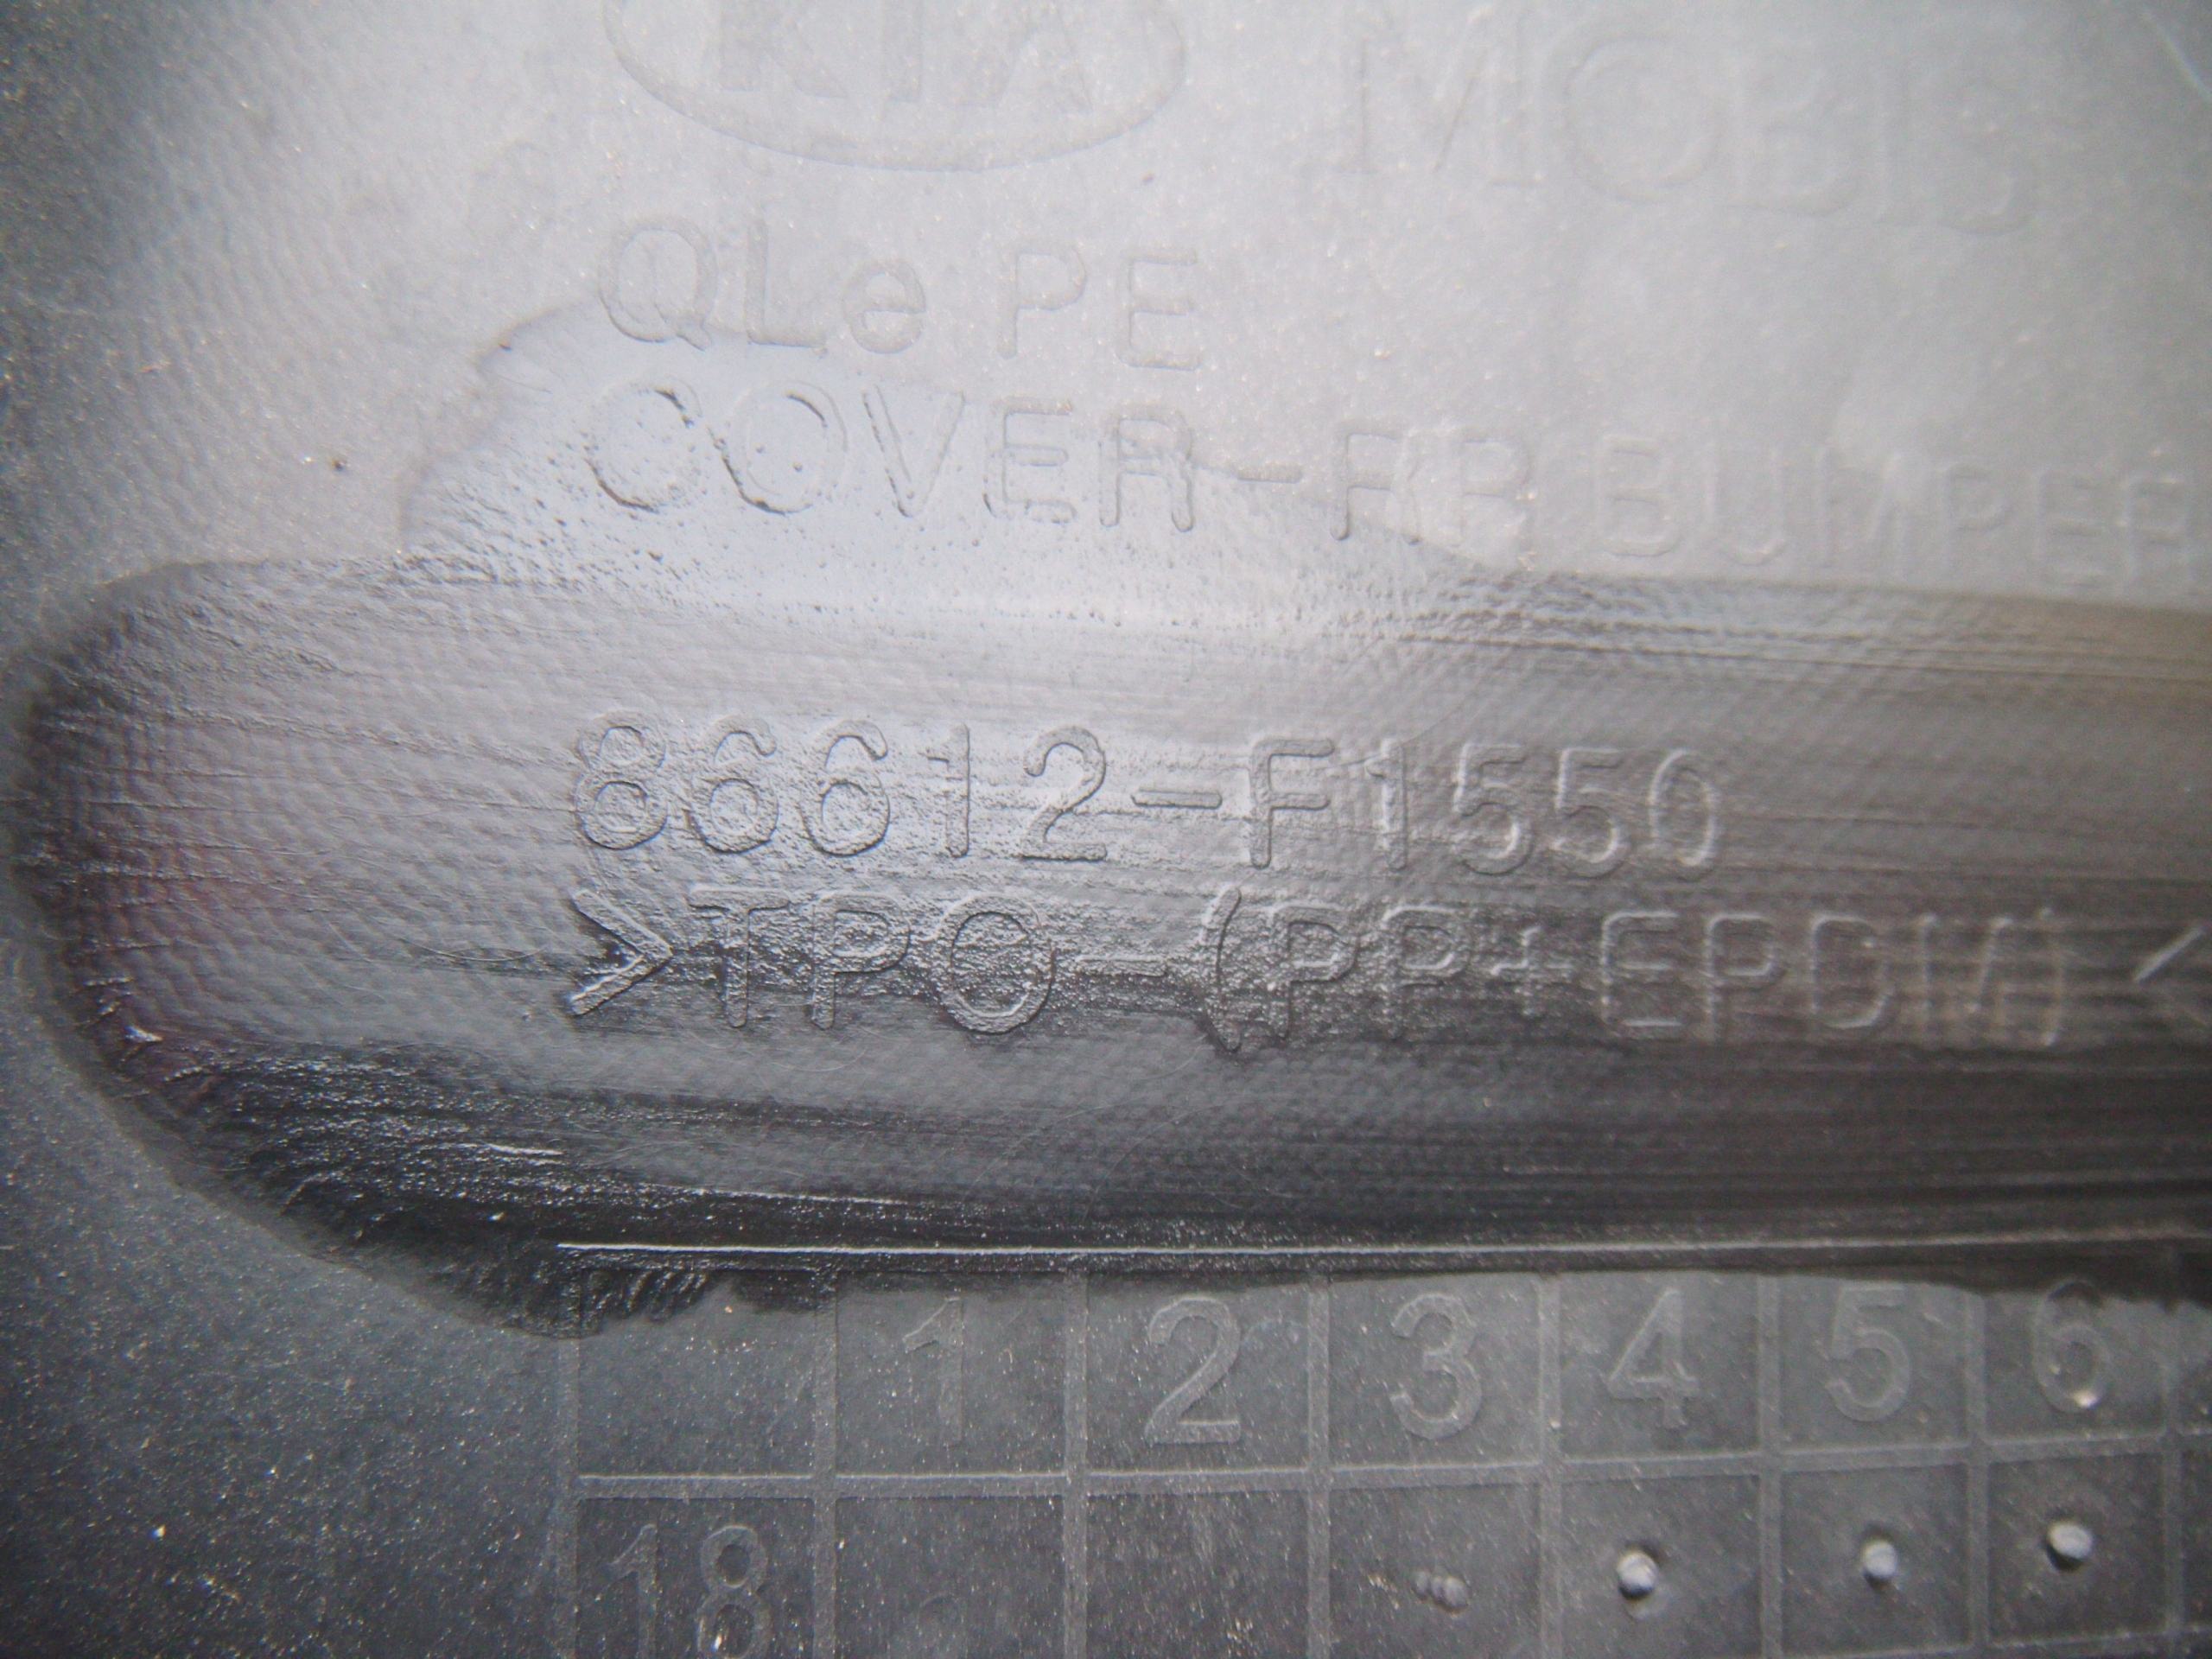 KIA MOBIS
QLe PE
COVER-RR BUMPER
86612-F1550
>TPO-(PP+EPDM)<
1 2 3 4 5 6
18